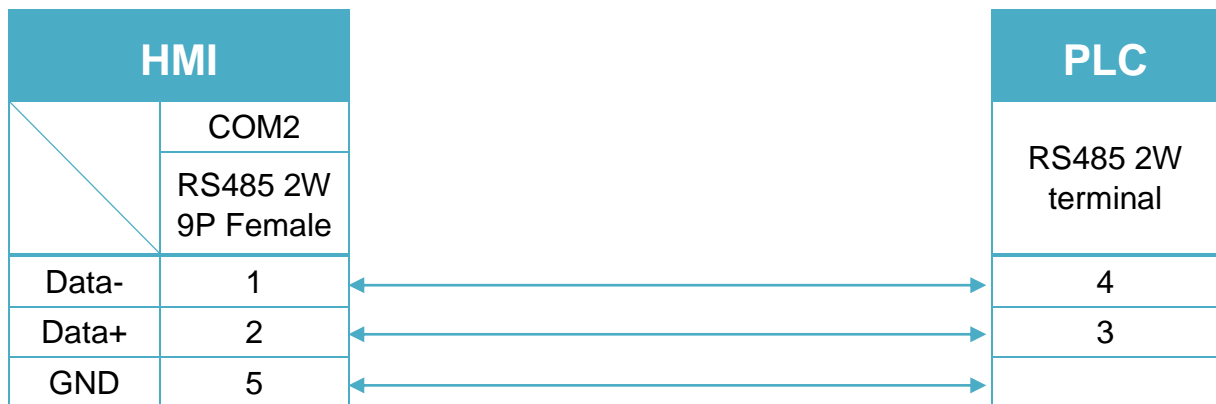 HMI PLC
COM2
RS485 2W
9P Female
RS485 2W
terminal
Data- 1 4
Data+ 2 3
GND 5